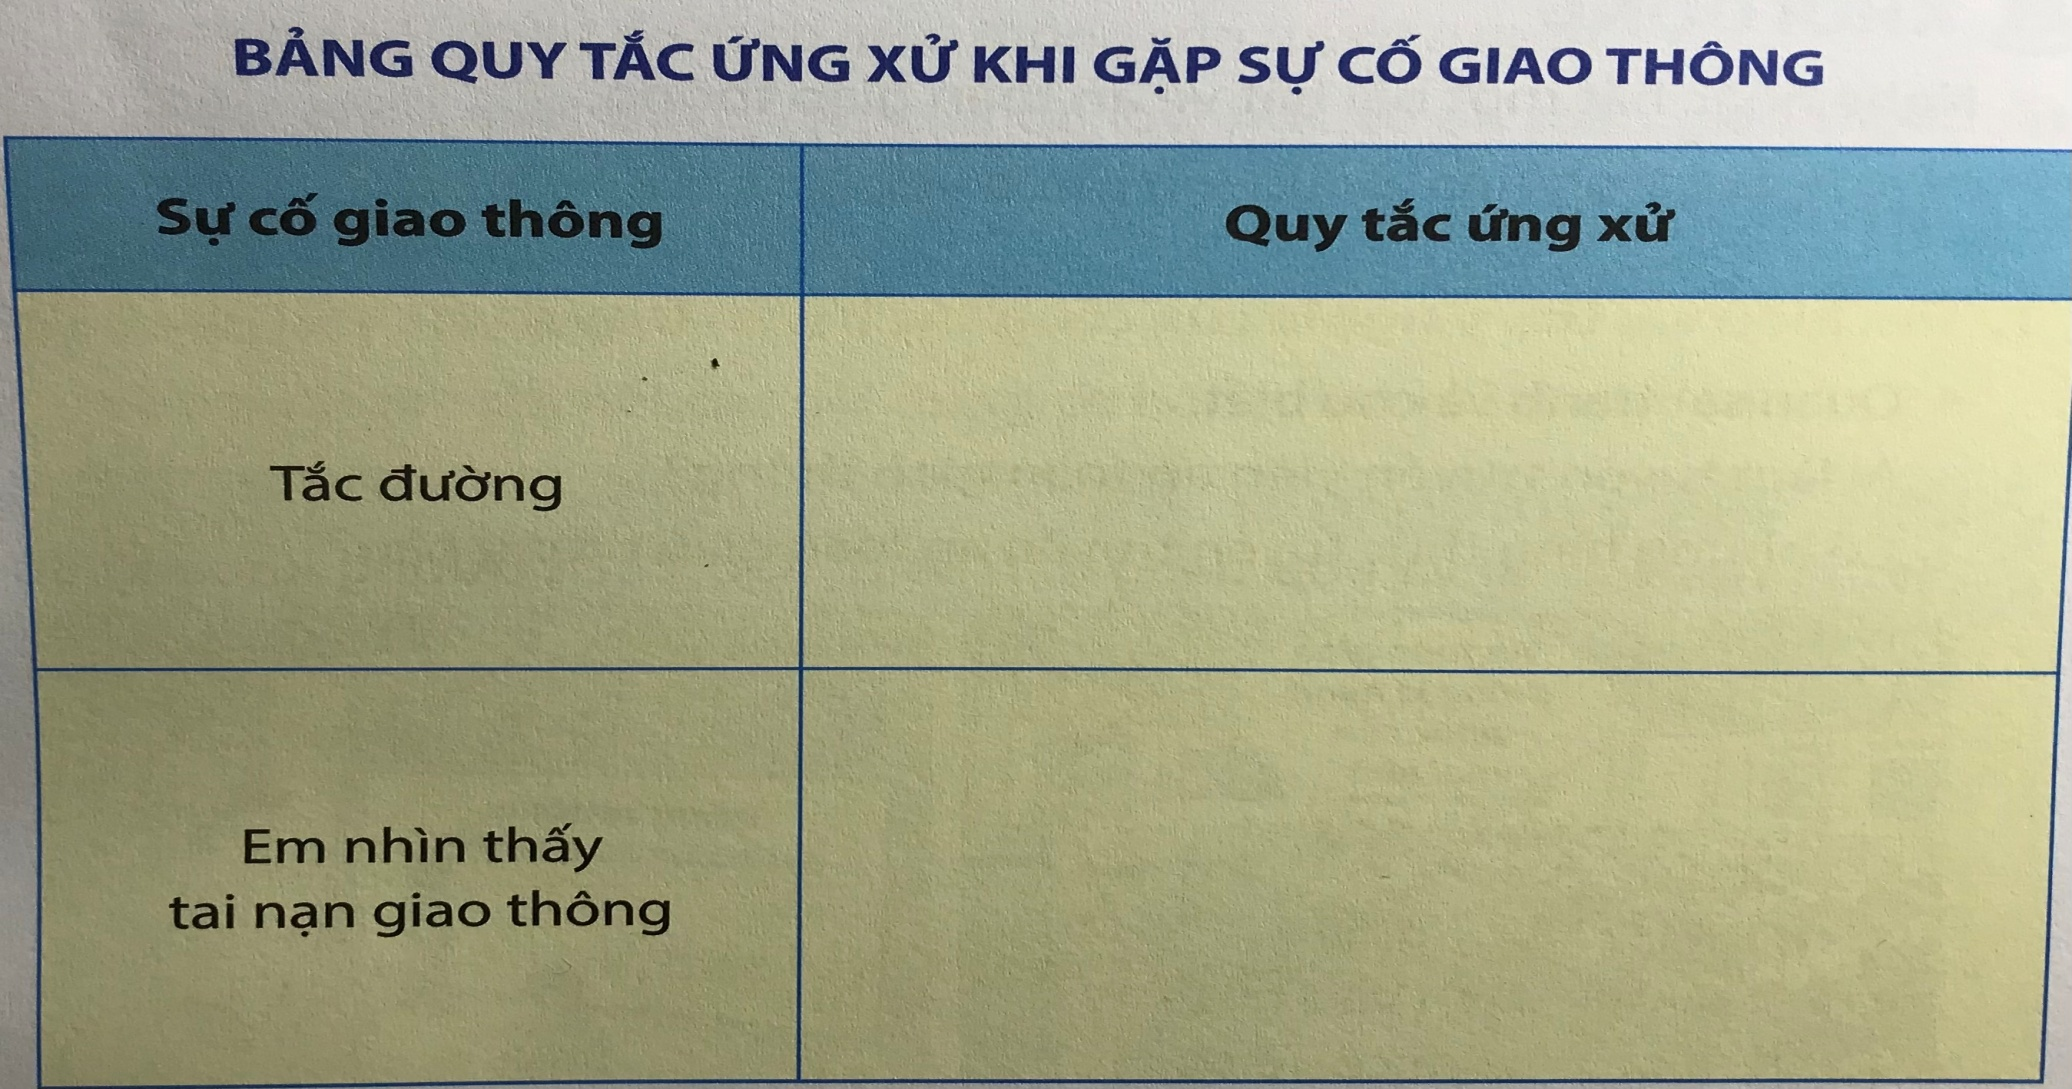 BẢNG QUY TẮC ỨNG XỬ KHI GẶP SỰ CỐ GIAO THÔNG
Sự cố giao thông
Quy tắc ứng xử
Tắc đường
Em nhìn thấy
tai nạn giao thông